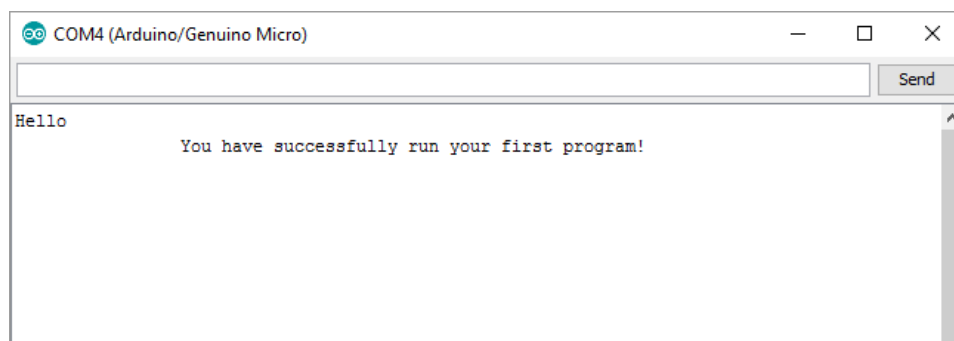 COM4 (Arduino/Genuino Micro)
Send
Hello
You have successfully run your first program!